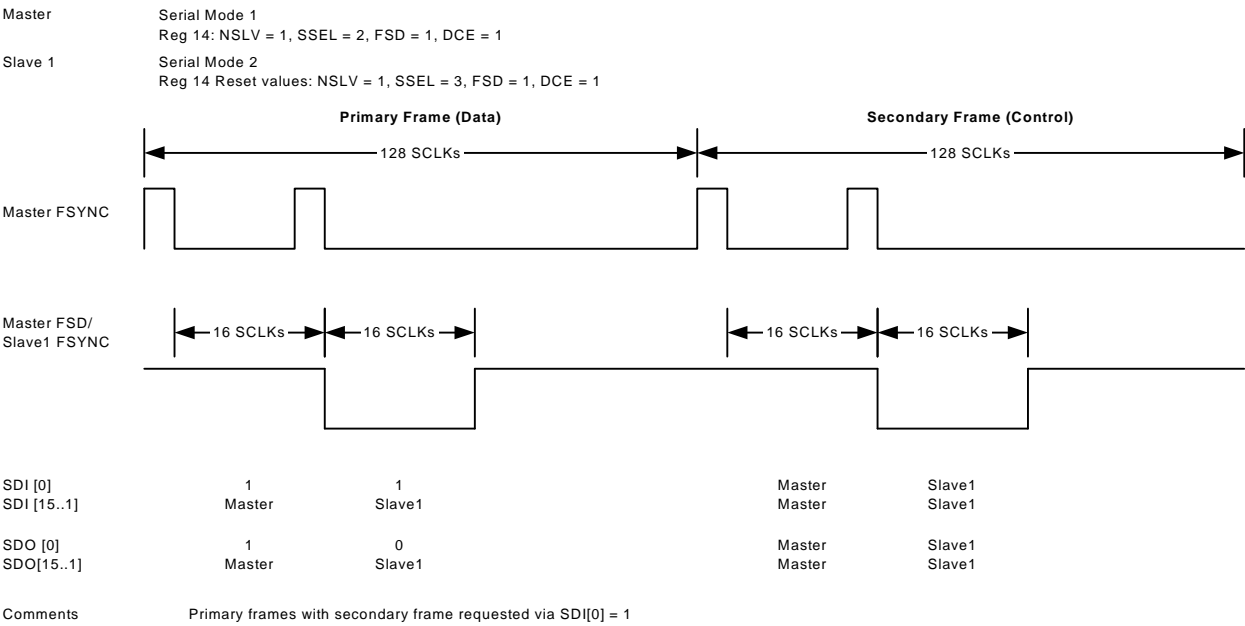 Master Serial Mode 1
Reg 14: NSLV = 1, SSEL = 2, FSD = 1, DCE = 1
Slave 1 Serial Mode 2
Reg 14 Reset values: NSLV = 1, SSEL = 3, FSD = 1, DCE = 1
Primary Frame (Data) Secondary Frame (Control)
128 SCLKs 128 SCLKs
Master FSYNC
Master FSD/
Slave1 FSYNC
16 SCLKs 16 SCLKs 16 SCLKs 16 SCLKs
SDI [0] 1 1 Master Slave1
SDI [15..1] Master Slave1 Master Slave1
SDO [0] 1 0 Master Slave1
SDO[15..1] Master Slave1 Master Slave1
Comments Primary frames with secondary frame requested via SDI[0] = 1